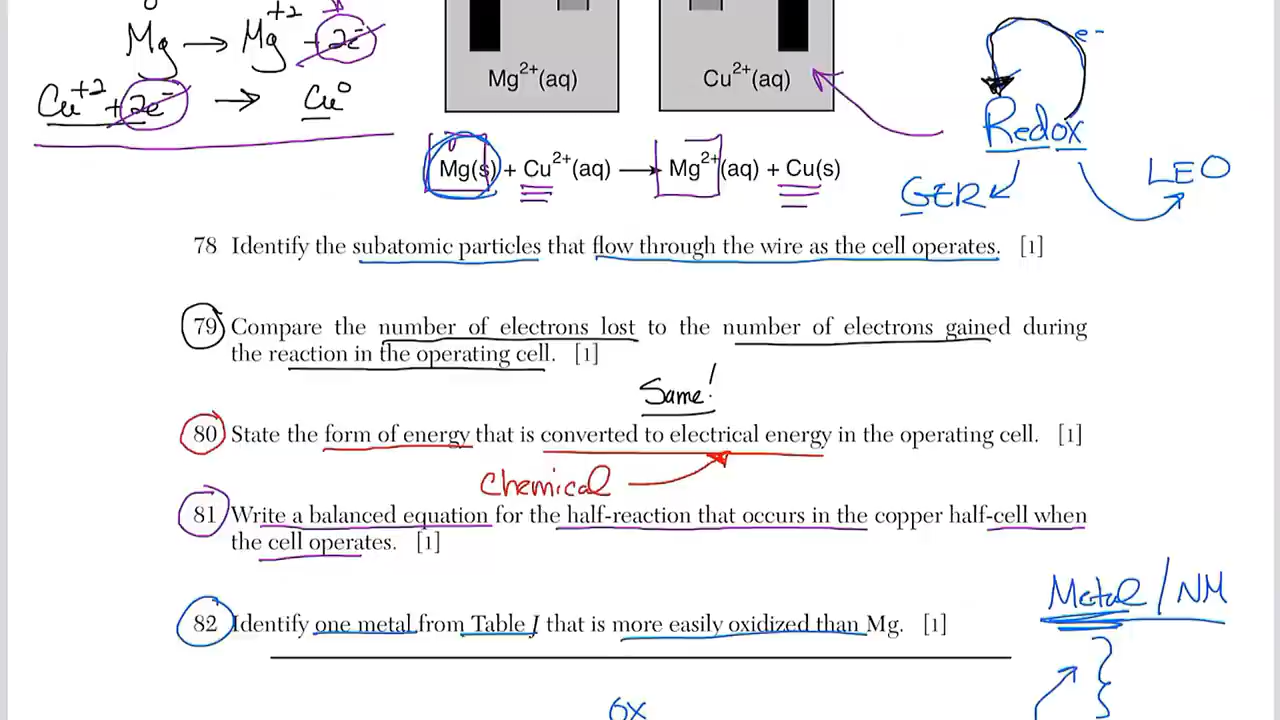 Mg⁰ → Mg⁺² + 2e⁻
Cu⁺² + 2e⁻ → Cu⁰
Mg²⁺(aq) Cu²⁺(aq)
e⁻
Redox
LEO
GER
0
Mg(s) + Cu²⁺(aq) → Mg²⁺(aq) + Cu(s)
78 Identify the subatomic particles that flow through the wire as the cell operates. [1]
79 Compare the number of electrons lost to the number of electrons gained during
the reaction in the operating cell. [1]
Same!
80 State the form of energy that is converted to electrical energy in the operating cell. [1]
Chemical
81 Write a balanced equation for the half-reaction that occurs in the copper half-cell when
the cell operates. [1]
Metal / NM
82 Identify one metal from Table J that is more easily oxidized than Mg. [1]
OX